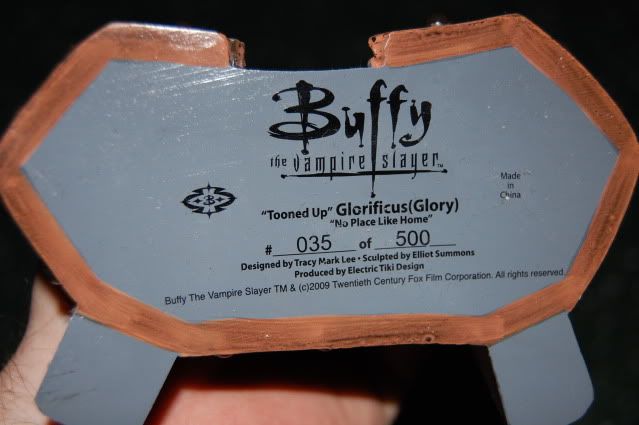 Buffy
the vampire slayer™
Made
in
China
B
"Tooned Up" Glorificus(Glory)
"No Place Like Home"
# 035 of 500
Designed by Tracy Mark Lee • Sculpted by Elliot Summons
Produced by Electric Tiki Design
Buffy The Vampire Slayer TM & (c)2009 Twentieth Century Fox Film Corporation. All rights reserved.